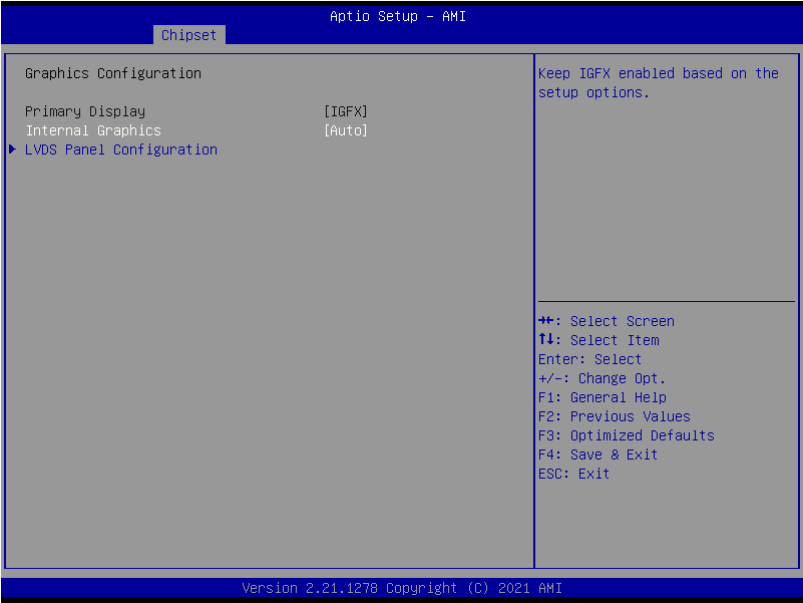 Aptio Setup - AMI
Chipset
Graphics Configuration
Primary Display [IGFX]
Internal Graphics [Auto]
LVDS Panel Configuration
Keep IGFX enabled based on the
setup options.
→←: Select Screen
↑↓: Select Item
Enter: Select
+/-: Change Opt.
F1: General Help
F2: Previous Values
F3: Optimized Defaults
F4: Save & Exit
ESC: Exit
Version 2.21.1278 Copyright (C) 2021 AMI